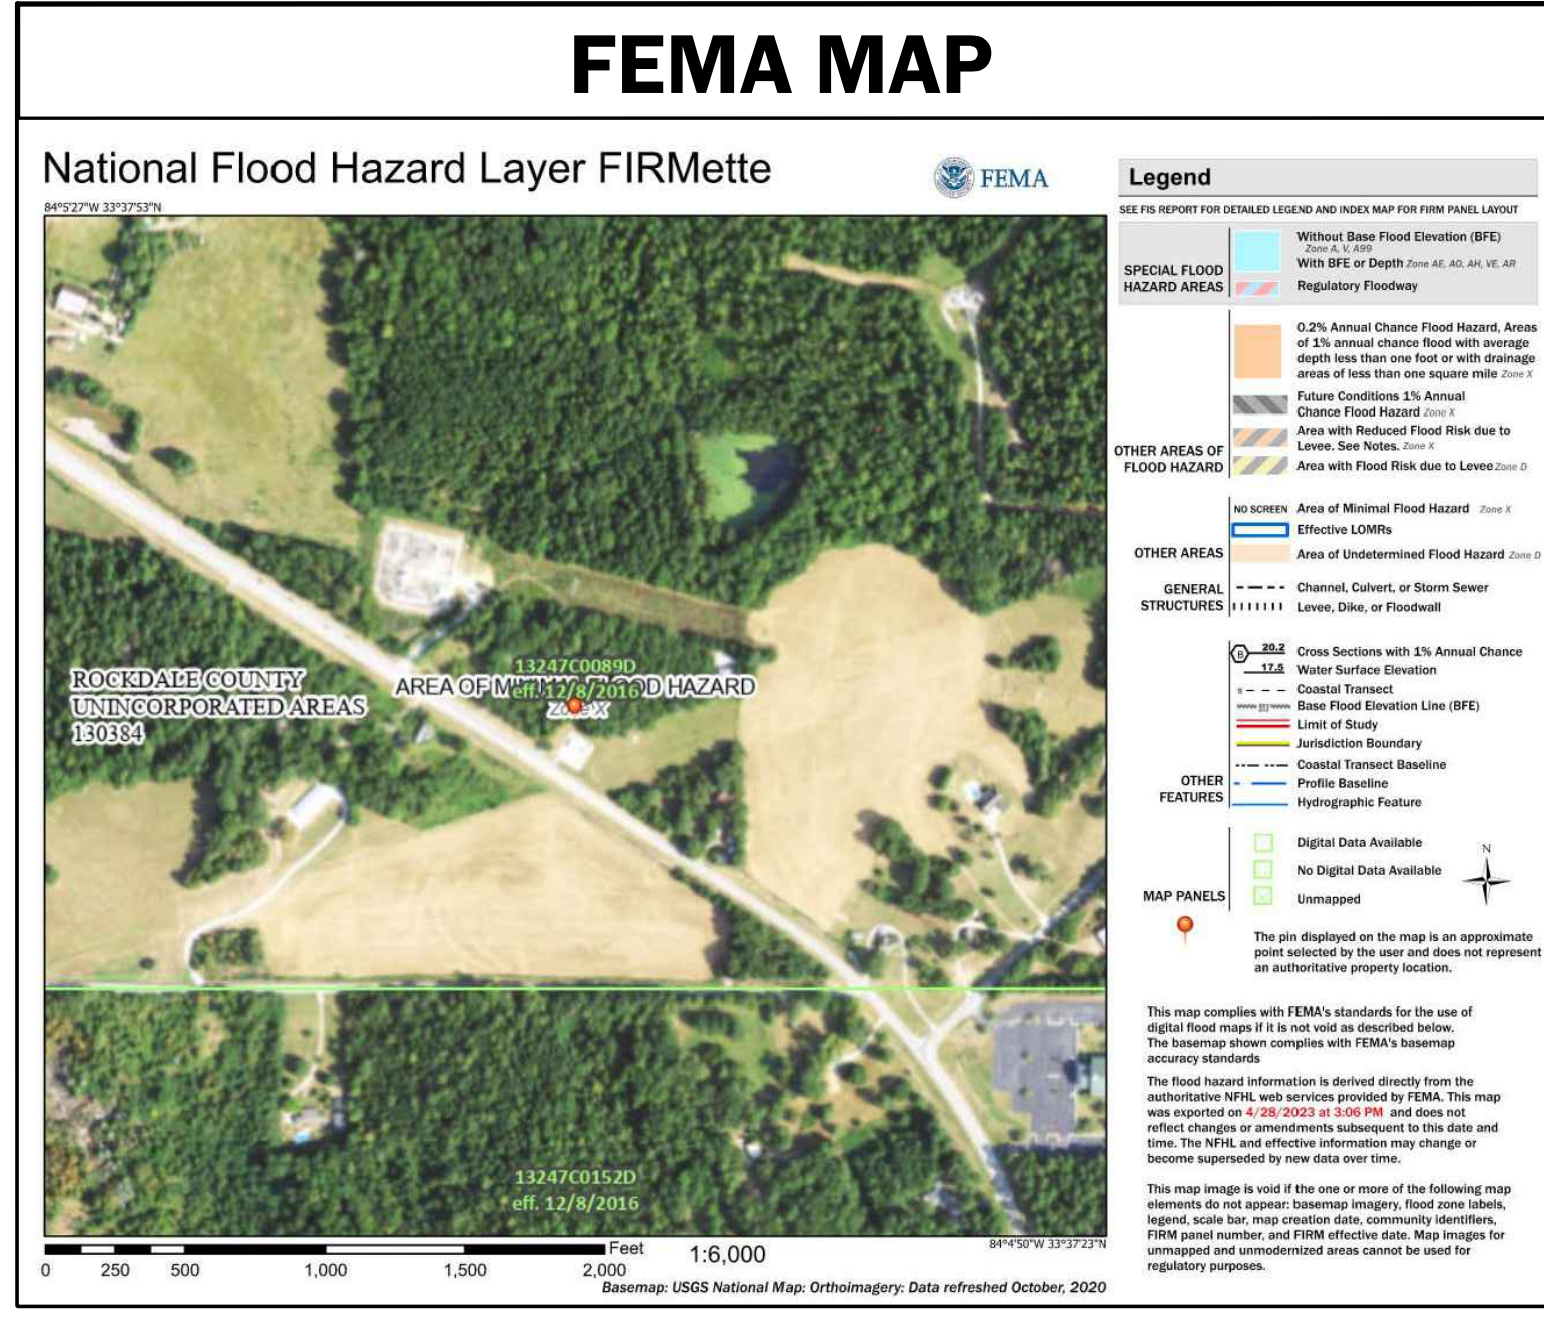 FEMA MAP
National Flood Hazard Layer FIRMette
FEMA
84°5'27"W 33°37'53"N
13247C0089D
AREA OF MINIMAL FLOOD HAZARD
eff. 12/8/2016
Zone X
ROCKDALE COUNTY
UNINCORPORATED AREAS
130384
13247C0152D
eff. 12/8/2016
84°4'50"W 33°37'23"N
Feet
1:6,000
0 250 500 1,000 1,500 2,000
Basemap: USGS National Map: Orthoimagery: Data refreshed October, 2020
Legend
SEE FIS REPORT FOR DETAILED LEGEND AND INDEX MAP FOR FIRM PANEL LAYOUT
SPECIAL FLOOD
HAZARD AREAS
Without Base Flood Elevation (BFE)
Zone A, V, A99
With BFE or Depth Zone AE, AO, AH, VE, AR
Regulatory Floodway
OTHER AREAS OF
FLOOD HAZARD
0.2% Annual Chance Flood Hazard, Areas
of 1% annual chance flood with average
depth less than one foot or with drainage
areas of less than one square mile Zone X
Future Conditions 1% Annual
Chance Flood Hazard Zone X
Area with Reduced Flood Risk due to
Levee. See Notes. Zone X
Area with Flood Risk due to Levee Zone D
OTHER AREAS
NO SCREEN Area of Minimal Flood Hazard Zone X
Effective LOMRs
Area of Undetermined Flood Hazard Zone D
GENERAL
STRUCTURES
Channel, Culvert, or Storm Sewer
Levee, Dike, or Floodwall
OTHER
FEATURES
B 20.2 Cross Sections with 1% Annual Chance
17.5 Water Surface Elevation
8 Coastal Transect
Base Flood Elevation Line (BFE)
Limit of Study
Jurisdiction Boundary
Coastal Transect Baseline
Profile Baseline
Hydrographic Feature
MAP PANELS
Digital Data Available
No Digital Data Available
Unmapped
N
The pin displayed on the map is an approximate
point selected by the user and does not represent
an authoritative property location.
This map complies with FEMA's standards for the use of
digital flood maps if it is not void as described below.
The basemap shown complies with FEMA's basemap
accuracy standards
The flood hazard information is derived directly from the
authoritative NFHL web services provided by FEMA. This map
was exported on 4/28/2023 at 3:06 PM and does not
reflect changes or amendments subsequent to this date and
time. The NFHL and effective information may change or
become superseded by new data over time.
This map image is void if the one or more of the following map
elements do not appear: basemap imagery, flood zone labels,
legend, scale bar, map creation date, community identifiers,
FIRM panel number, and FIRM effective date. Map images for
unmapped and unmodernized areas cannot be used for
regulatory purposes.